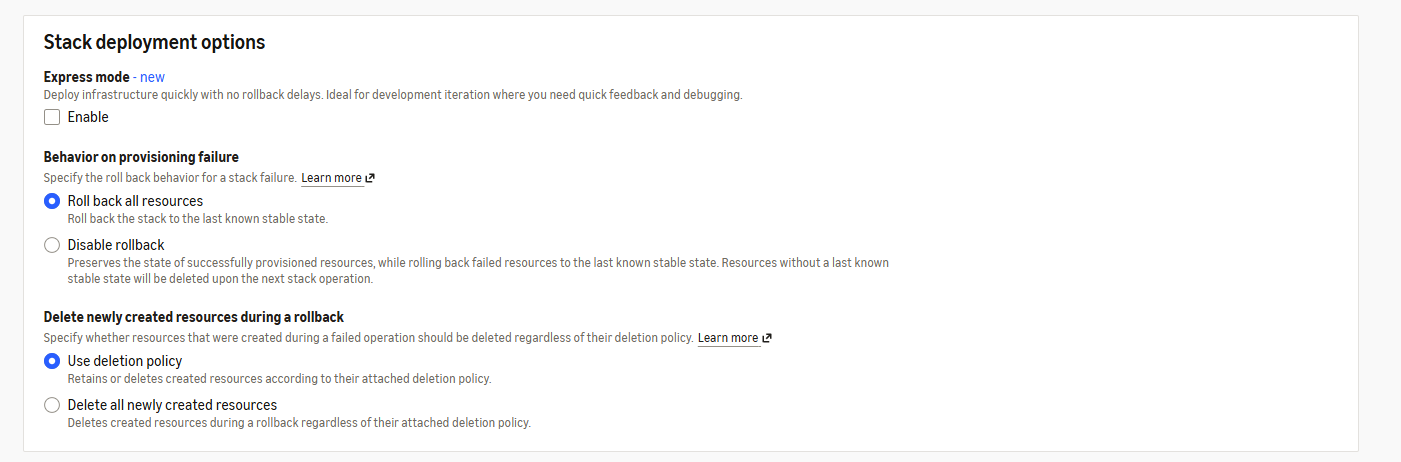 Stack deployment options
Express mode - new
Deploy infrastructure quickly with no rollback delays. Ideal for development iteration where you need quick feedback and debugging.
Enable
Behavior on provisioning failure
Specify the roll back behavior for a stack failure. Learn more
Roll back all resources
Roll back the stack to the last known stable state.
Disable rollback
Preserves the state of successfully provisioned resources, while rolling back failed resources to the last known stable state. Resources without a last known
stable state will be deleted upon the next stack operation.
Delete newly created resources during a rollback
Specify whether resources that were created during a failed operation should be deleted regardless of their deletion policy. Learn more
Use deletion policy
Retains or deletes created resources according to their attached deletion policy.
Delete all newly created resources
Deletes created resources during a rollback regardless of their attached deletion policy.